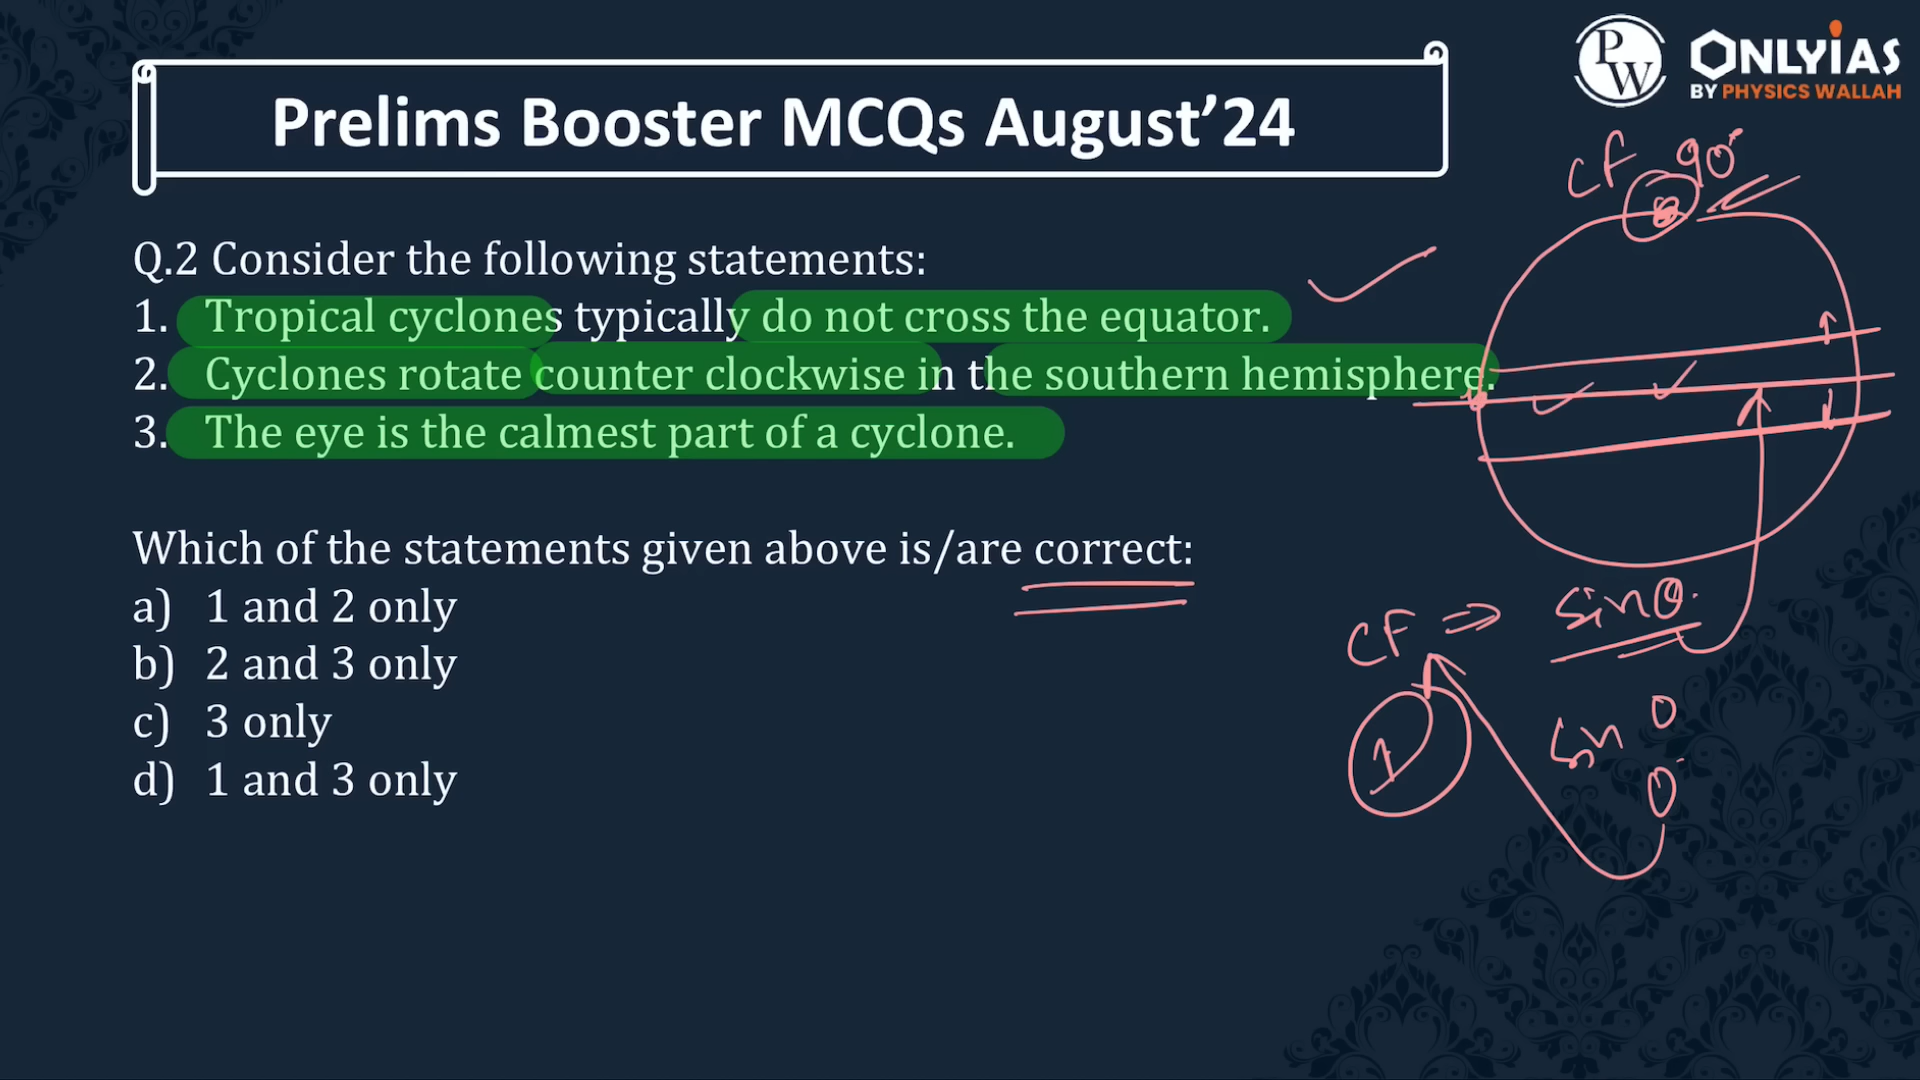 PW
ONLYIAS
BY PHYSICS WALLAH
Prelims Booster MCQs August’24
CF 90°
Q.2 Consider the following statements:
1. Tropical cyclones typically do not cross the equator.
2. Cyclones rotate counter clockwise in the southern hemisphere.
3. The eye is the calmest part of a cyclone.
Which of the statements given above is/are correct:
a) 1 and 2 only
b) 2 and 3 only
c) 3 only
d) 1 and 3 only
CF ⇒ sinθ
sin 0
0